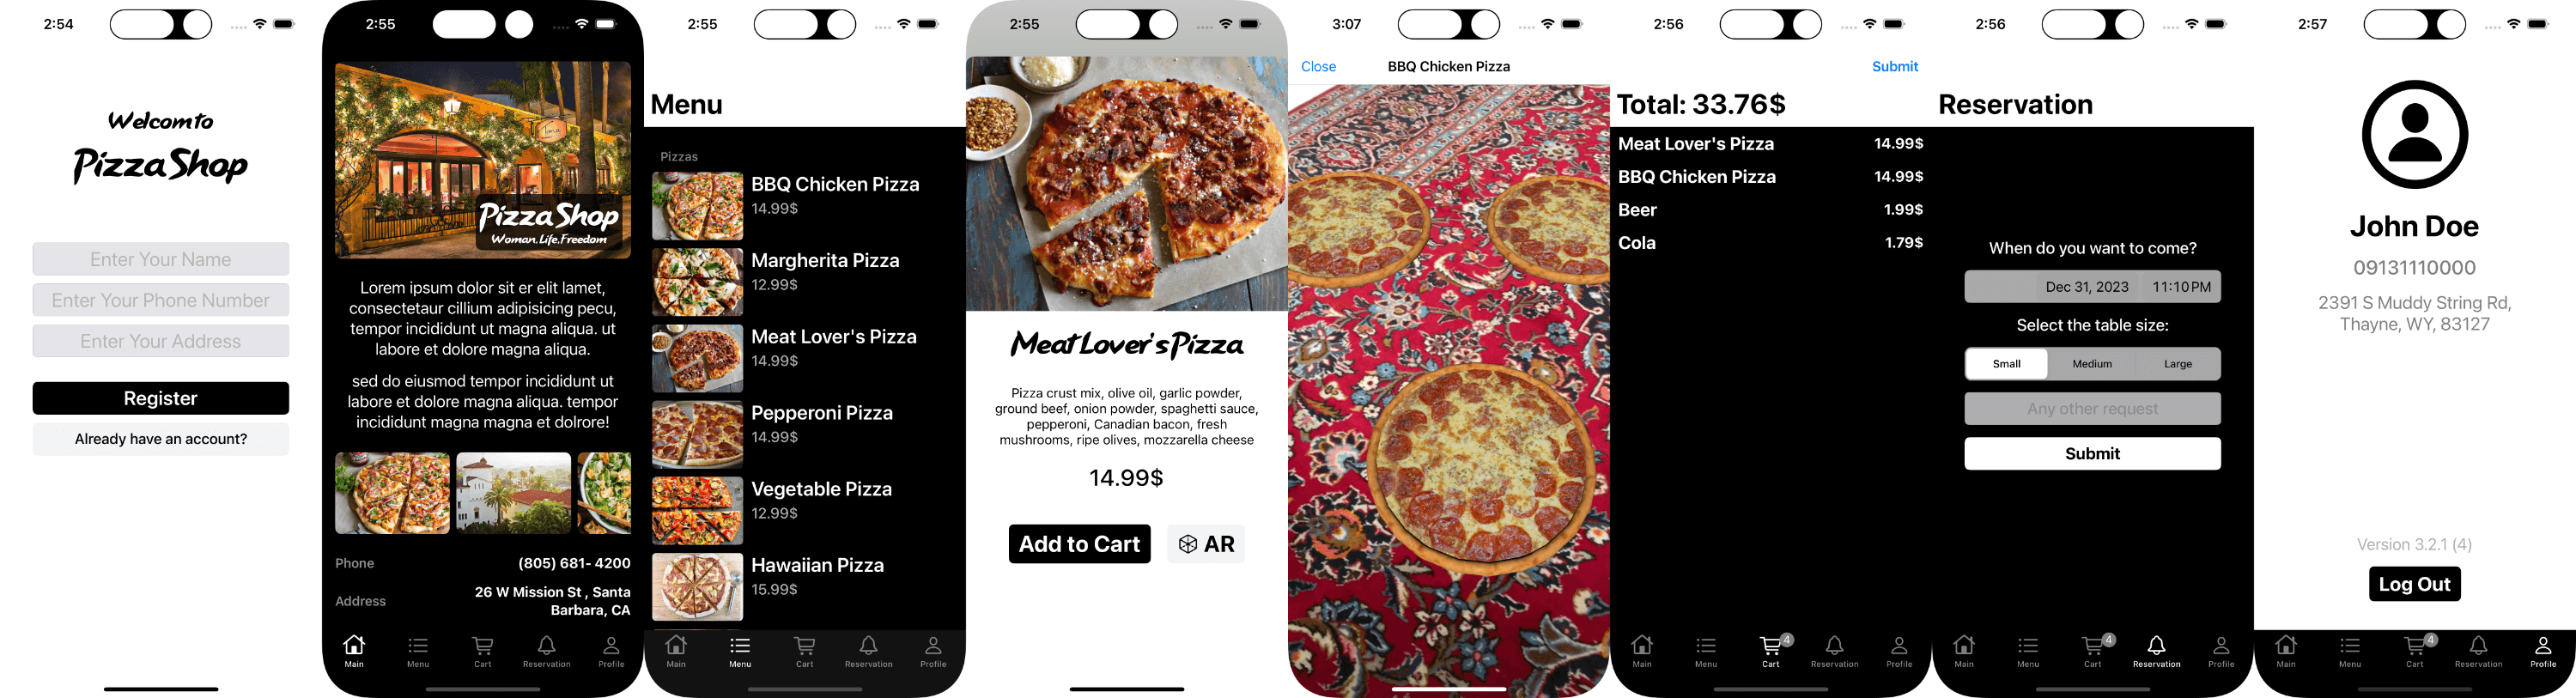 2:54
Welcom to
Pizza Shop
Enter Your Name
Enter Your Phone Number
Enter Your Address
Register
Already have an account?
2:55
Pizza Shop
Woman.Life.Freedom
Lorem ipsum dolor sit er elit lamet,
consectetaur cillium adipisicing pecu,
tempor incididunt ut magna aliqua. ut
labore et dolore magna aliqua.
sed do eiusmod tempor incididunt ut
labore et dolore magna aliqua. tempor
incididunt magna magna et dolrore!
Phone (805) 681- 4200
Address 26 W Mission St , Santa
Barbara, CA
Main Menu Cart Reservation Profile
2:55
Menu
Pizzas
BBQ Chicken Pizza
14.99$
Margherita Pizza
12.99$
Meat Lover's Pizza
14.99$
Pepperoni Pizza
14.99$
Vegetable Pizza
12.99$
Hawaiian Pizza
15.99$
Main Menu Cart Reservation Profile
2:55
Meat Lover's Pizza
Pizza crust mix, olive oil, garlic powder,
ground beef, onion powder, spaghetti sauce,
pepperoni, Canadian bacon, fresh
mushrooms, ripe olives, mozzarella cheese
14.99$
Add to Cart AR
3:07
Close BBQ Chicken Pizza
2:56
Submit
Total: 33.76$
Meat Lover's Pizza 14.99$
BBQ Chicken Pizza 14.99$
Beer 1.99$
Cola 1.79$
4
Main Menu Cart Reservation Profile
2:56
Reservation
When do you want to come?
Dec 31, 2023 11:10 PM
Select the table size:
Small Medium Large
Any other request
Submit
4
Main Menu Cart Reservation Profile
2:57
John Doe
09131110000
2391 S Muddy String Rd,
Thayne, WY, 83127
Version 3.2.1 (4)
Log Out
4
Main Menu Cart Reservation Profile